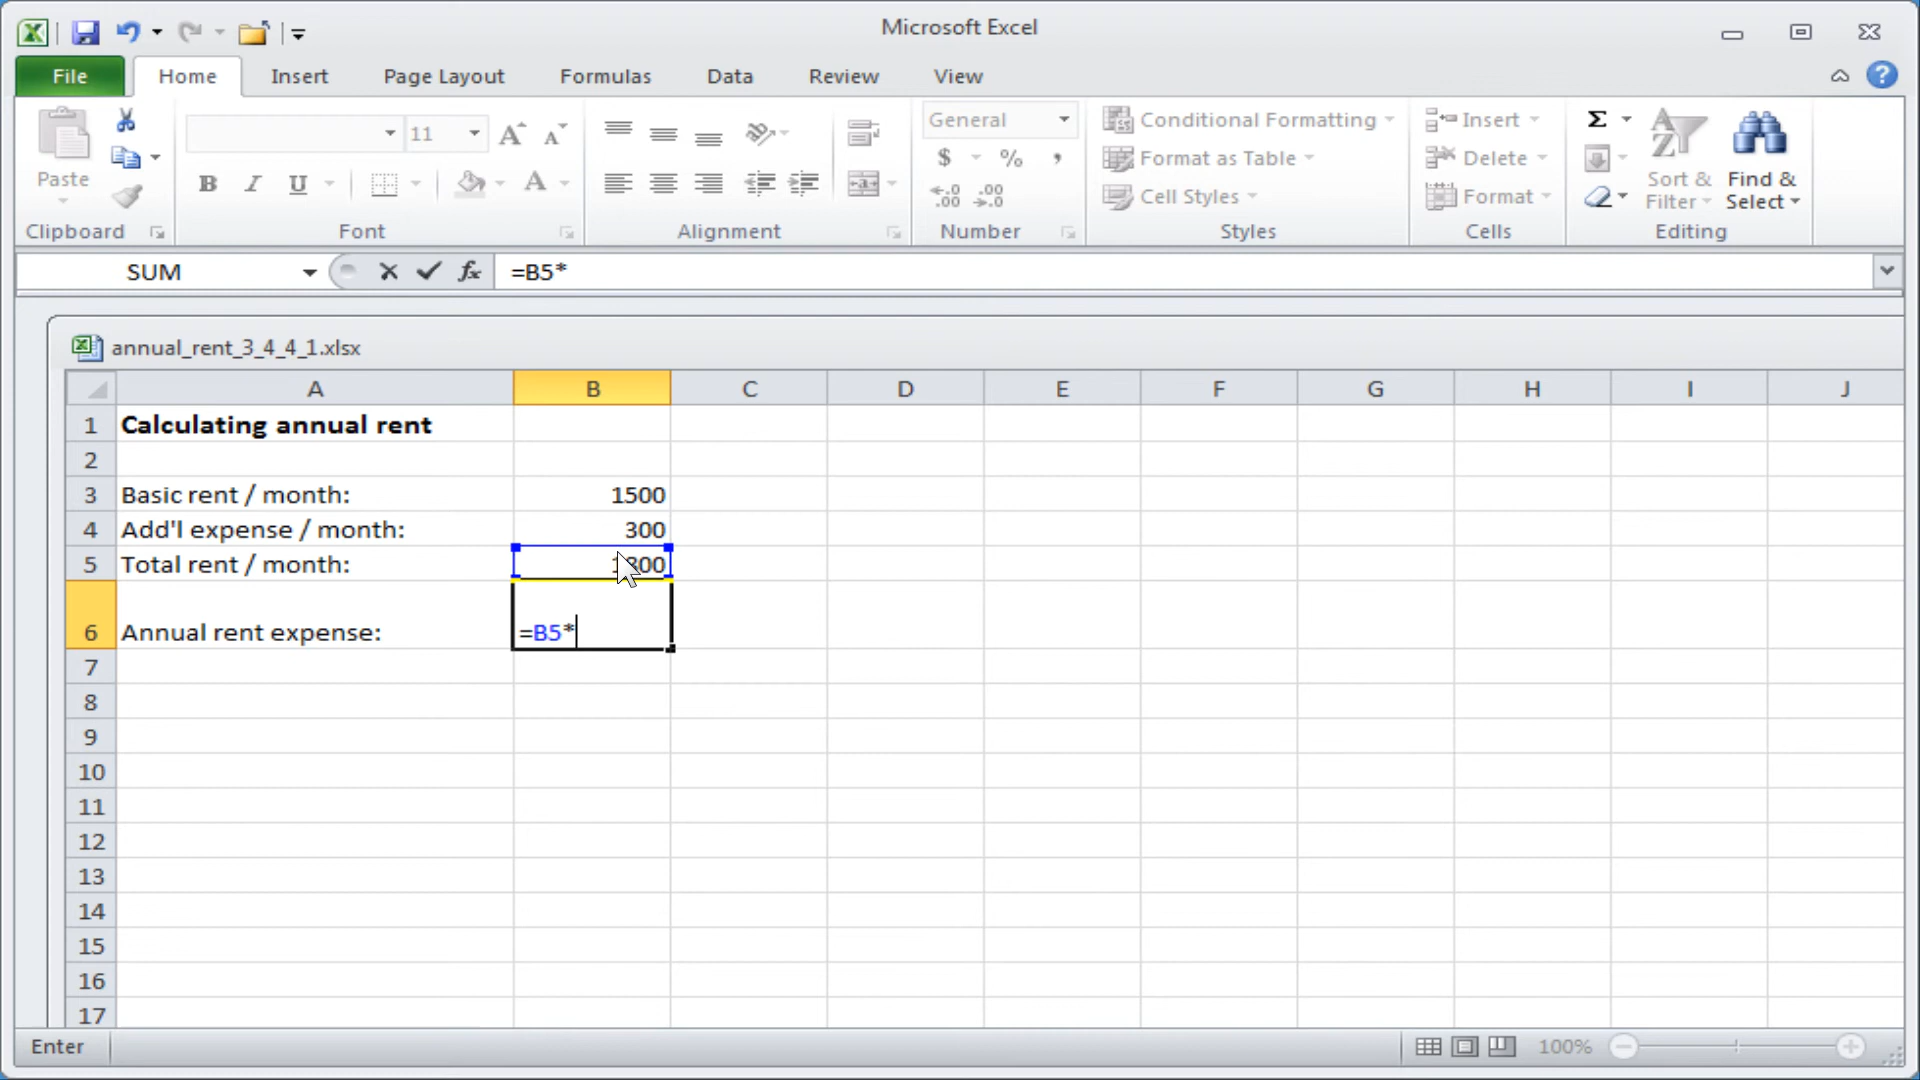 Microsoft Excel
File Home Insert Page Layout Formulas Data Review View
Paste
Clipboard
11
B I U A
Font
Alignment
General
$ % ,
Number
Conditional Formatting
Format as Table
Cell Styles
Styles
Insert
Delete
Format
Cells
Σ
Sort & Filter
Find & Select
Editing
SUM fx =B5*
annual_rent_3_4_4_1.xlsx
A B C D E F G H I J
1 Calculating annual rent
2
3 Basic rent / month: 1500
4 Add'l expense / month: 300
5 Total rent / month: 1800
6 Annual rent expense: =B5*
7
8
9
10
11
12
13
14
15
16
17
Enter 100%